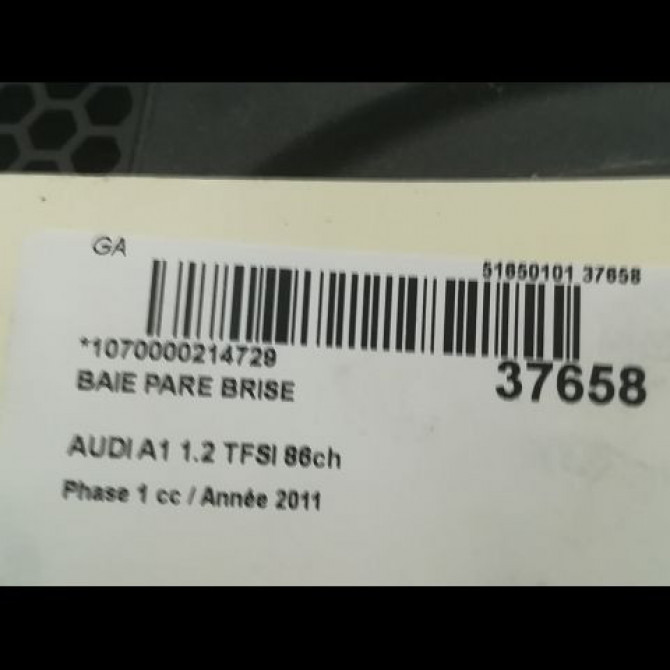 GA
51650101 37658
*1070000214729
37658
BAIE PARE BRISE
AUDI A1 1.2 TFSI 86ch
Phase 1 cc / Année 2011